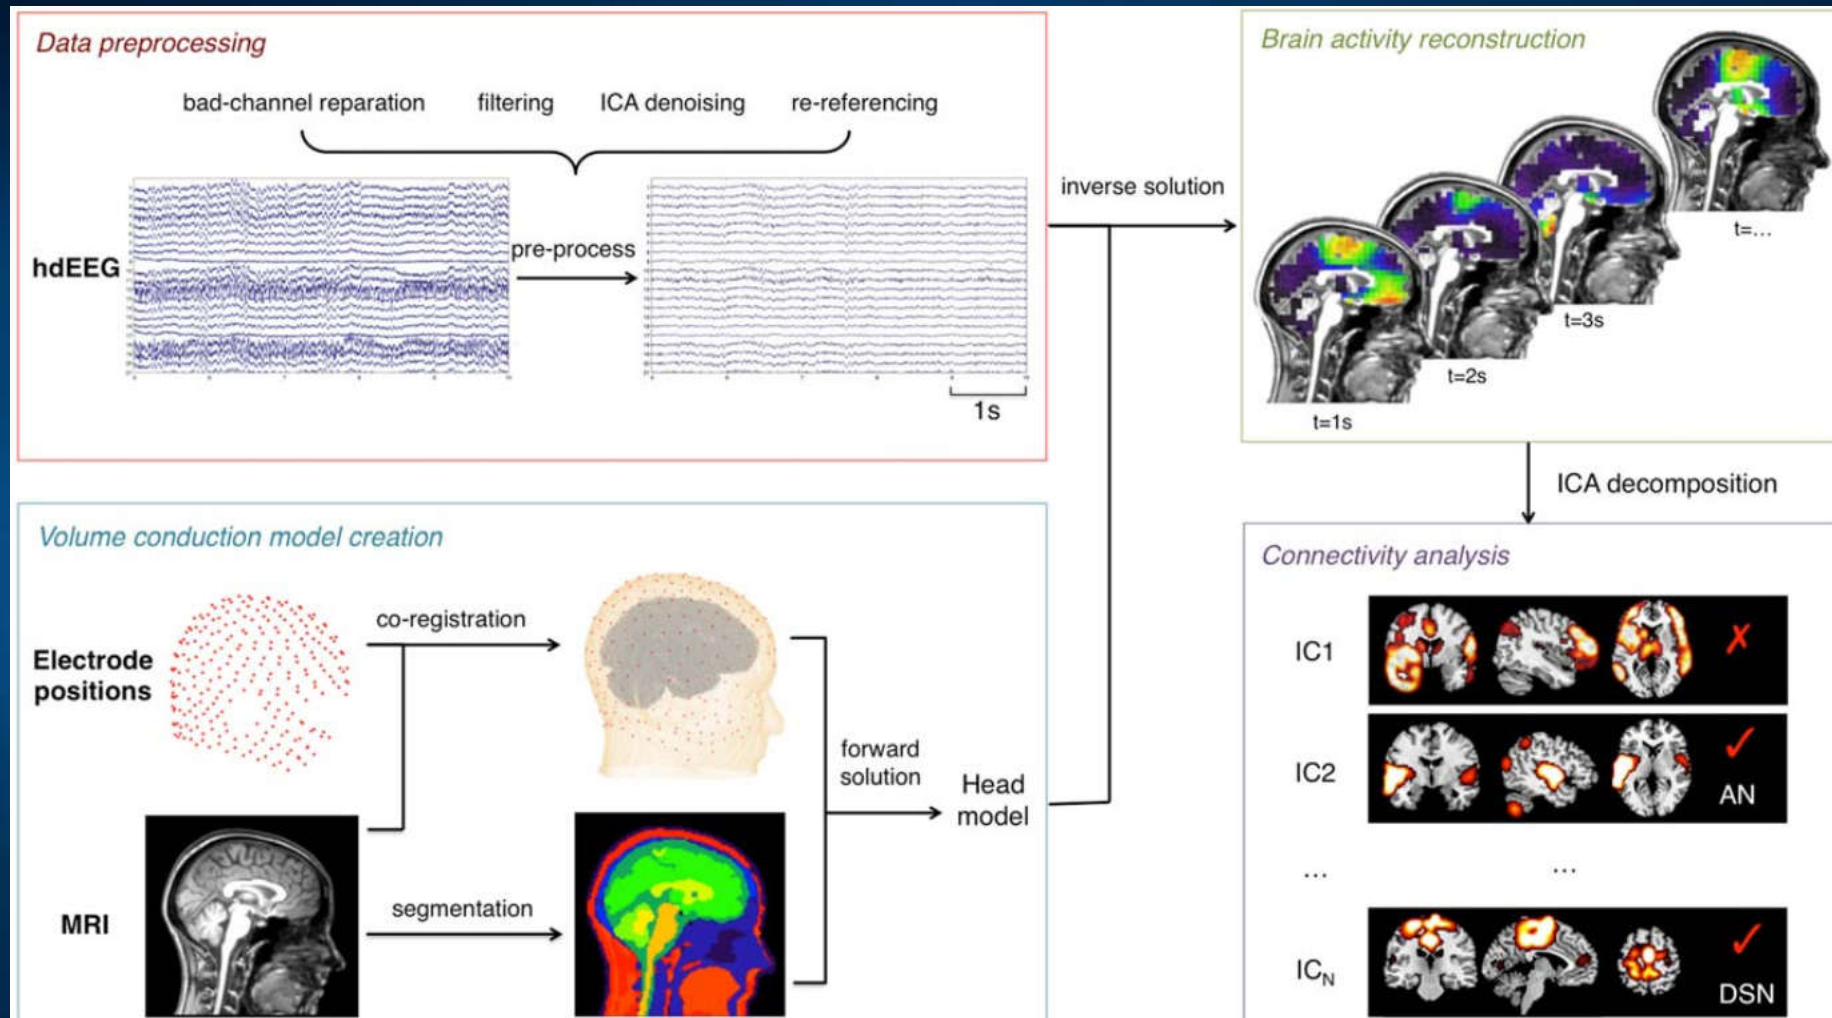 Data preprocessing
bad-channel reparation filtering ICA denoising re-referencing
hdEEG
pre-process
1s
inverse solution
Brain activity reconstruction
t=1s
t=2s
t=3s
t=...
ICA decomposition
Volume conduction model creation
Electrode
positions
co-registration
MRI
segmentation
forward
solution
Head
model
Connectivity analysis
IC1
✗
IC2
✓
AN
...
...
ICN
✓
DSN